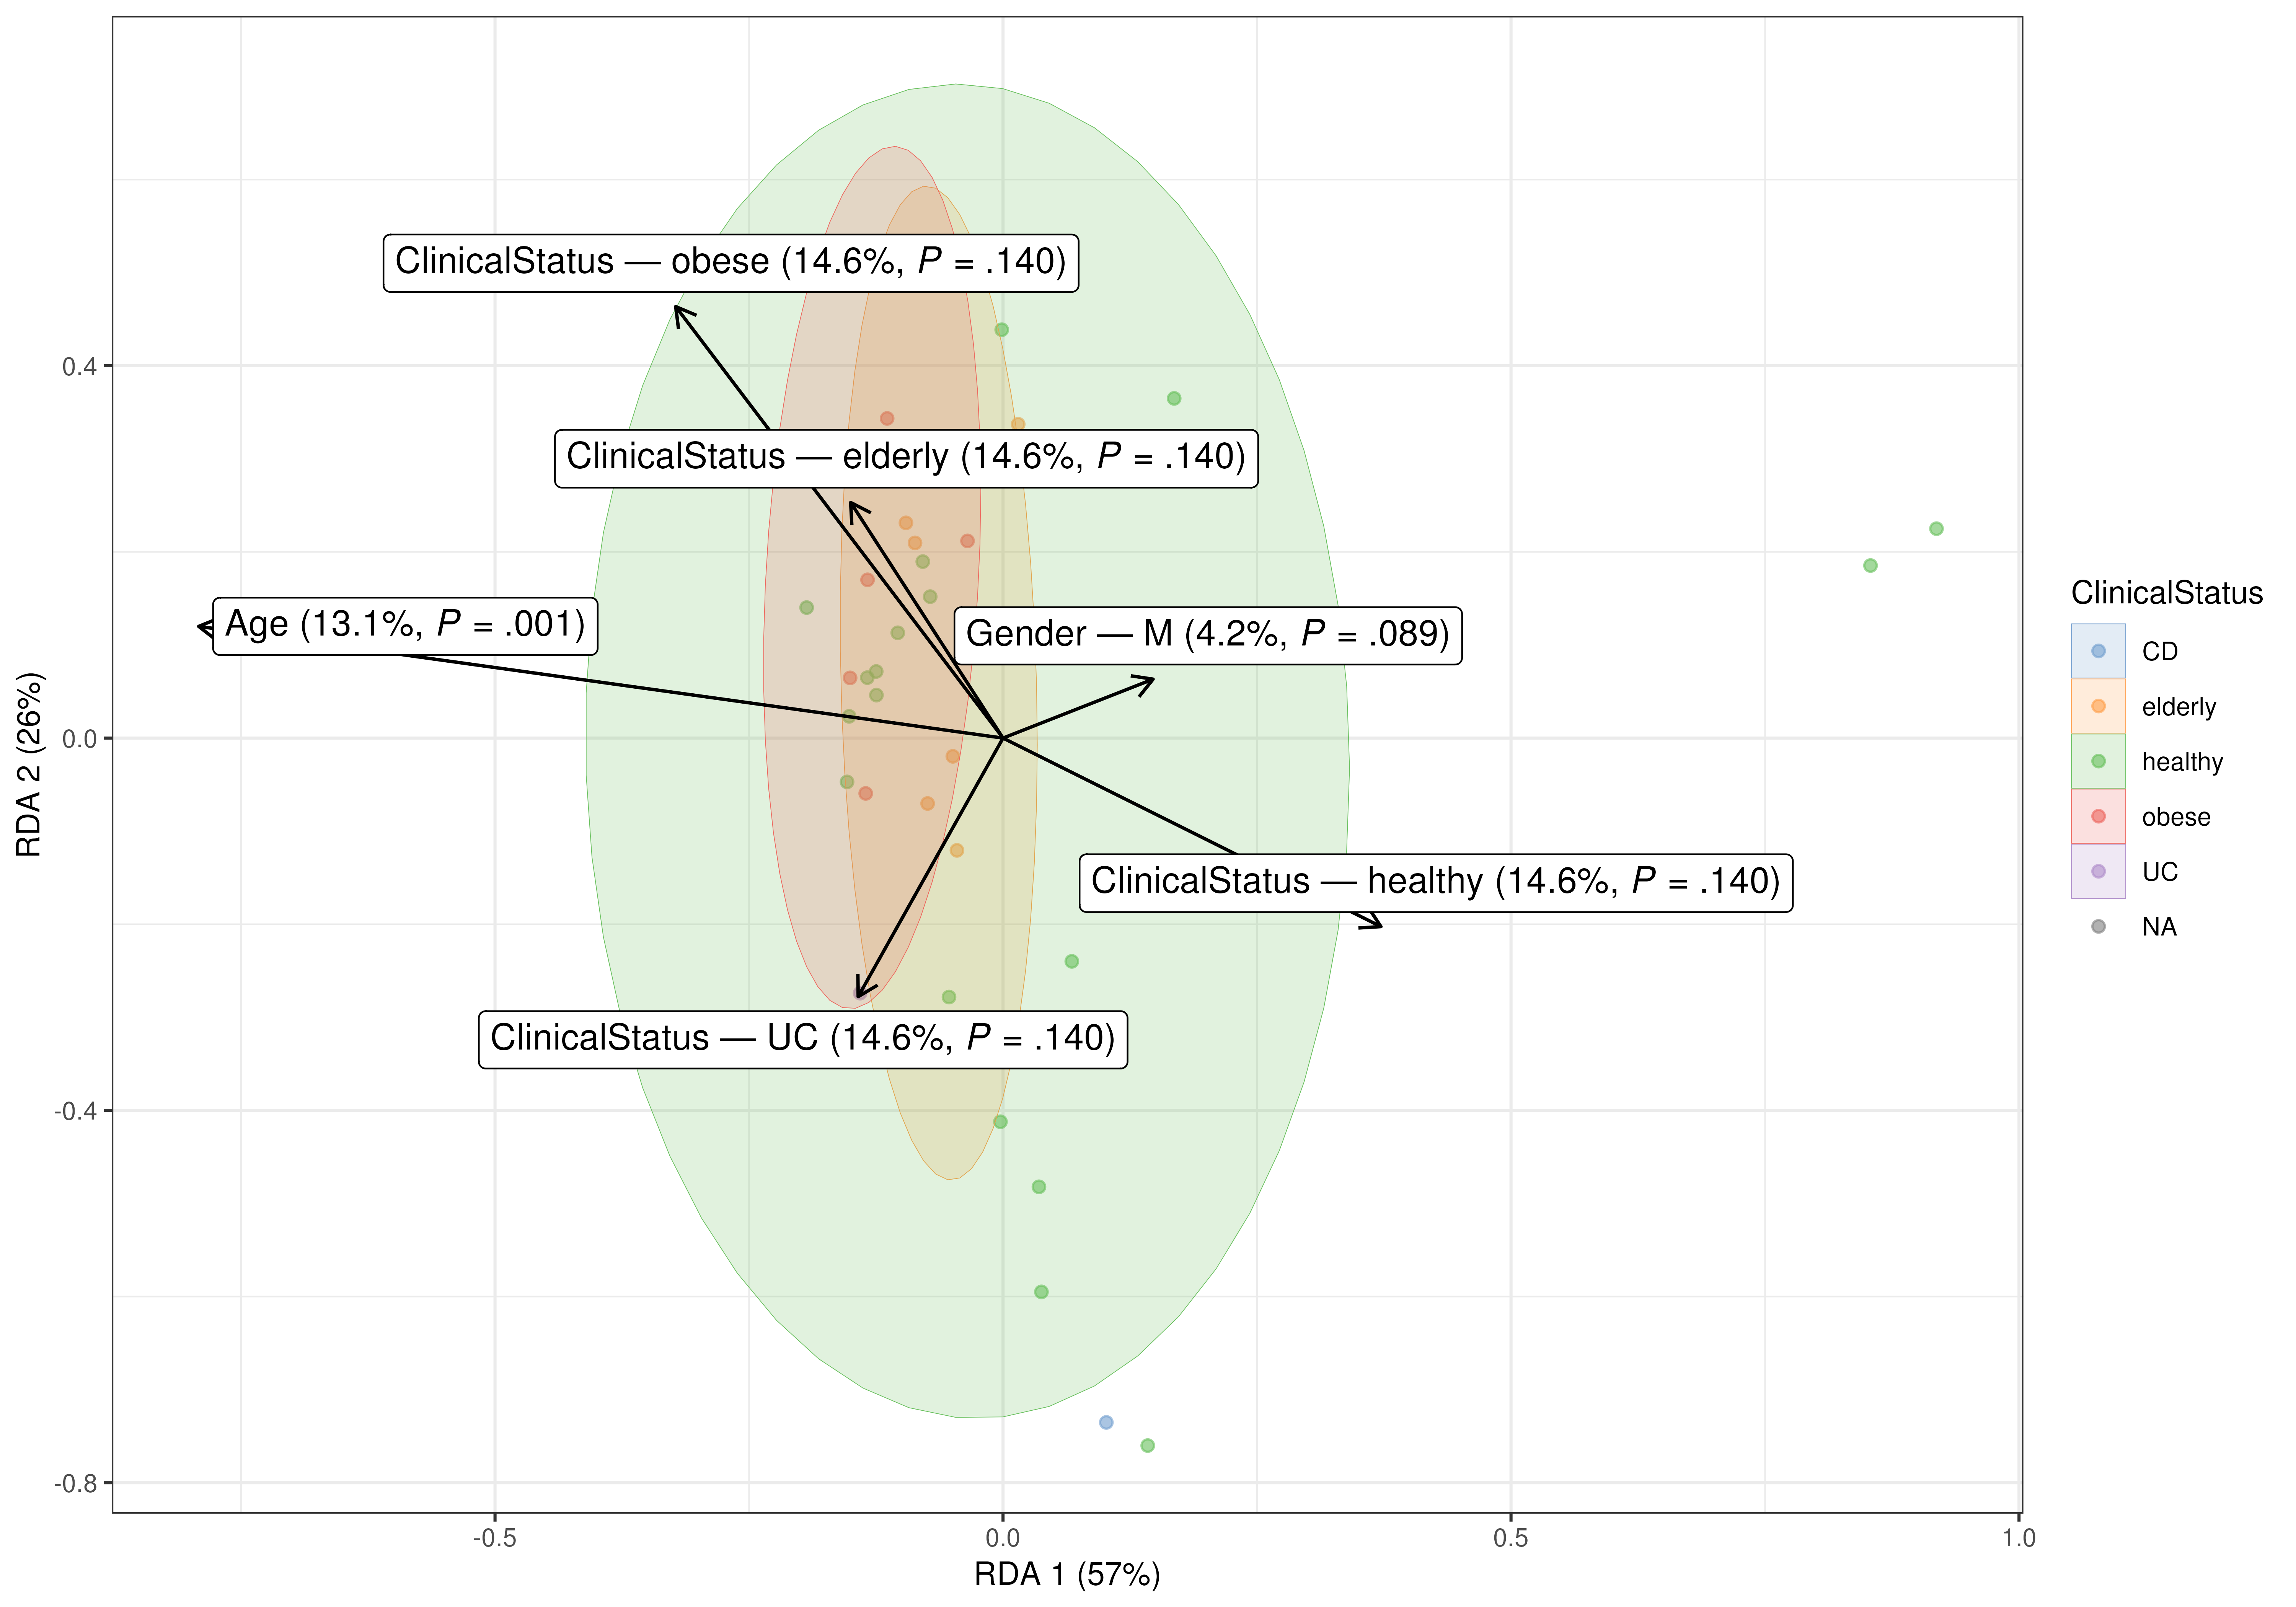 ClinicalStatus — obese (14.6%, P = .140)
ClinicalStatus — elderly (14.6%, P = .140)
Age (13.1%, P = .001)
Gender — M (4.2%, P = .089)
ClinicalStatus — healthy (14.6%, P = .140)
ClinicalStatus — UC (14.6%, P = .140)
0.4
0.0
-0.4
-0.8
RDA 2 (26%)
-0.5
0.0
0.5
1.0
RDA 1 (57%)
ClinicalStatus
CD
elderly
healthy
obese
UC
NA